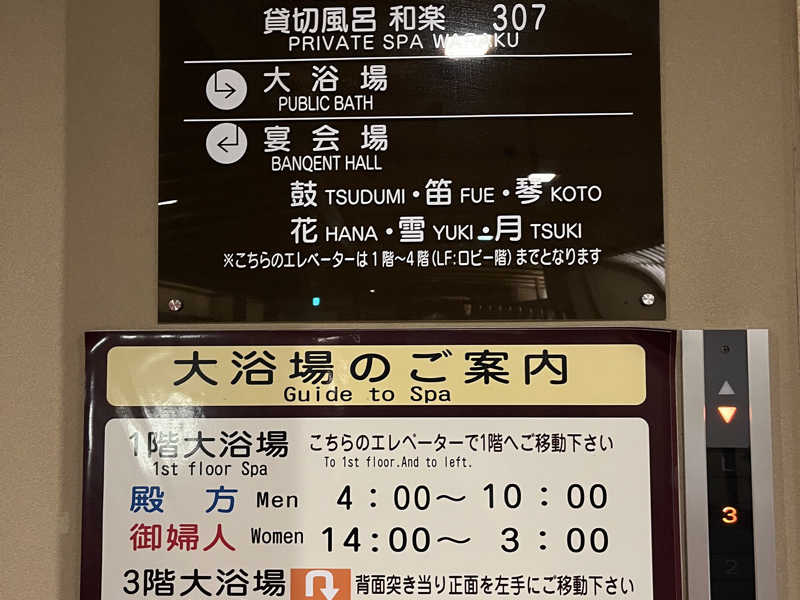 貸切風呂 和楽 307
PRIVATE SPA WARAKU
大浴場
PUBLIC BATH
宴会場
BANQENT HALL
鼓 TSUDUMI・笛 FUE・琴 KOTO
花 HANA・雪 YUKI・月 TSUKI
※こちらのエレベーターは1階～4階(LF:ロビー階)までとなります
大浴場のご案内
Guide to Spa
1階大浴場 こちらのエレベーターで1階へご移動下さい
1st floor Spa To 1st floor.And to left.
殿方 Men 4:00～10:00
御婦人 Women 14:00～3:00
3階大浴場 背面突き当り正面を左手にご移動下さい
3
2